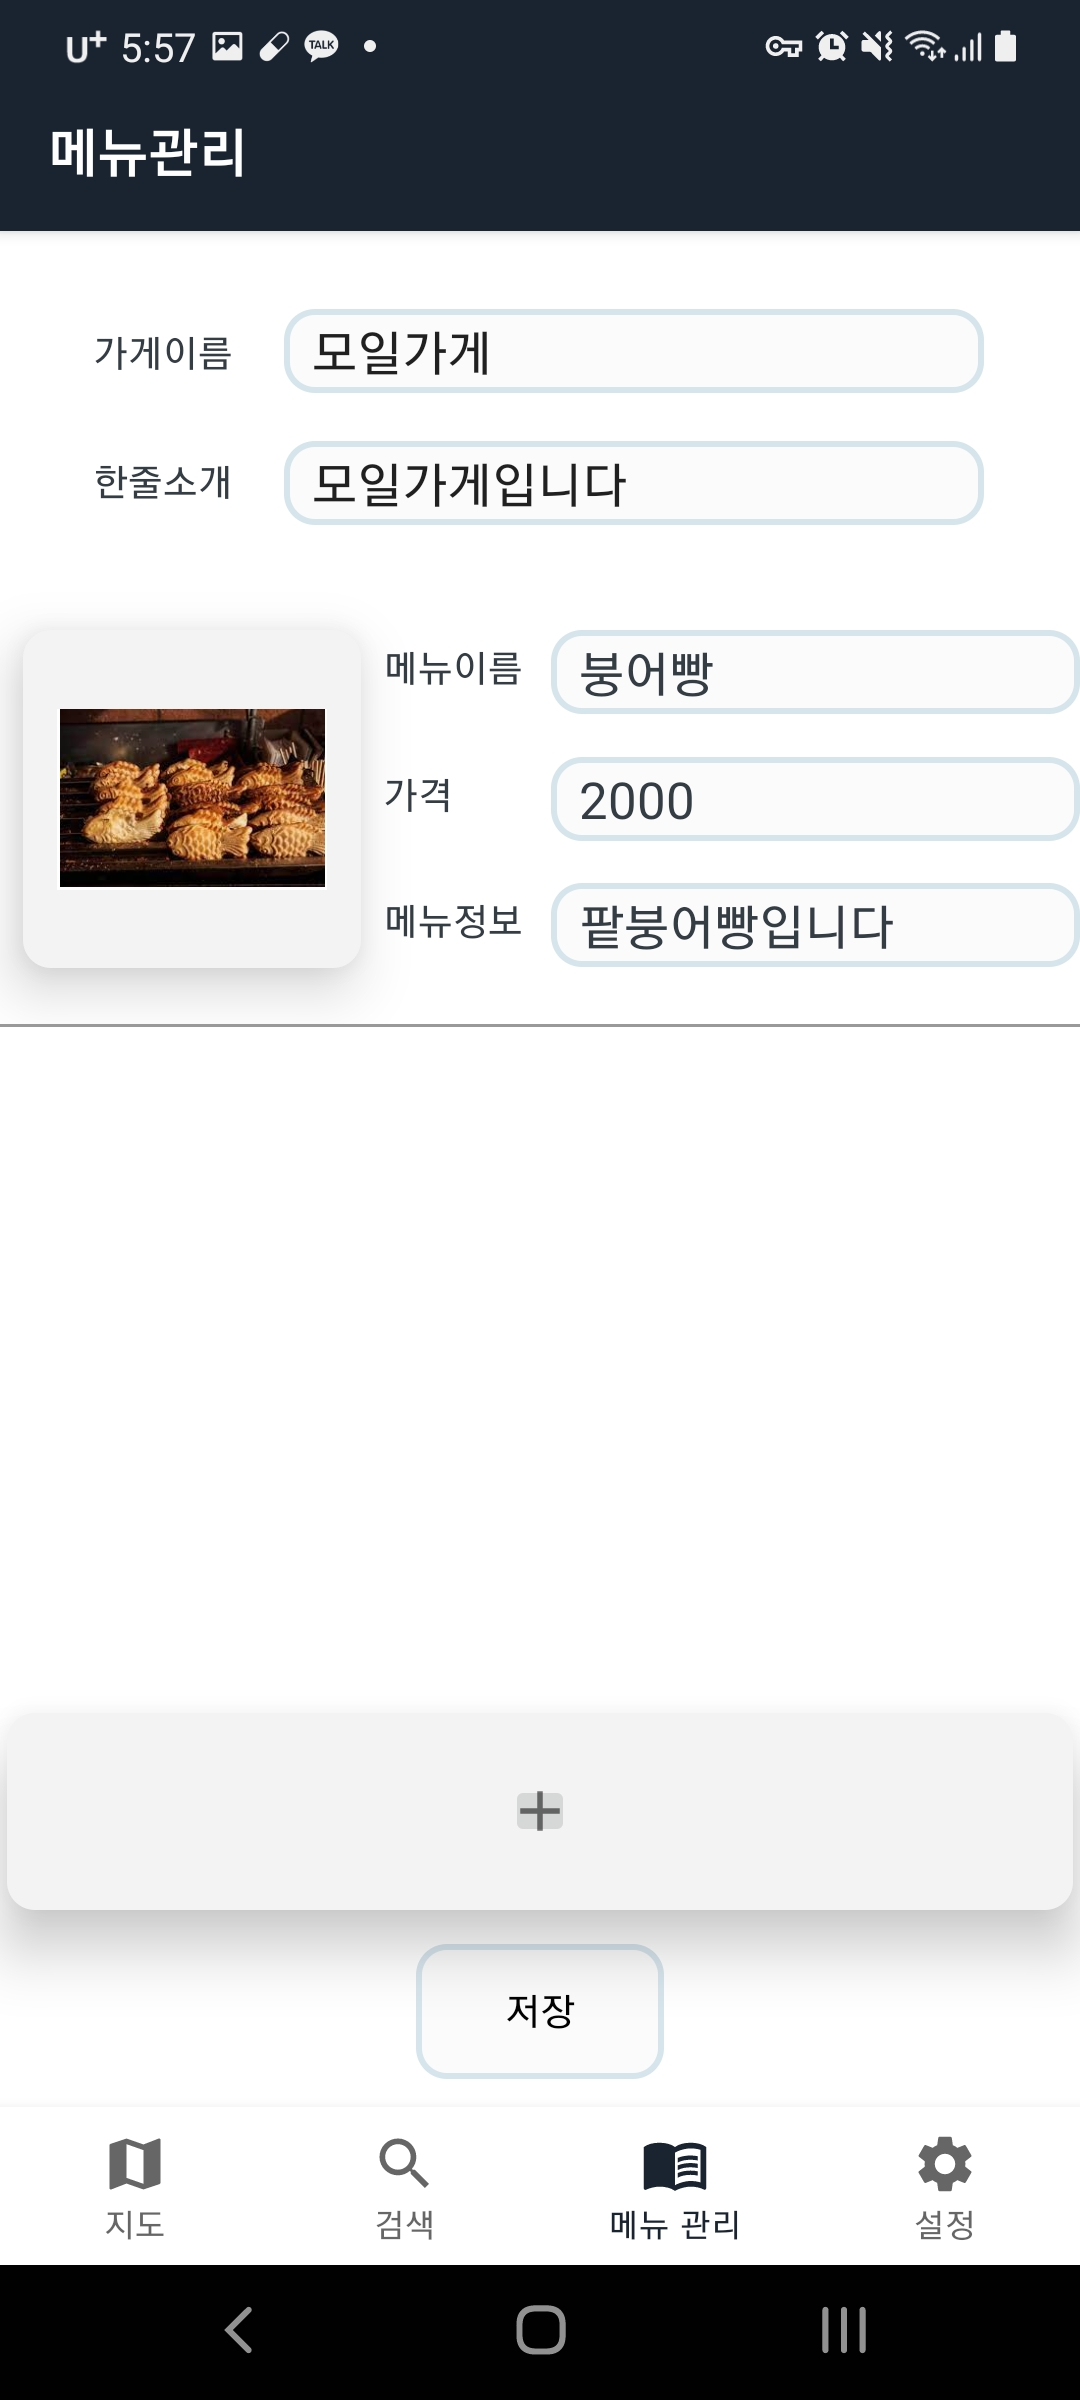 U+ 5:57 TALK
메뉴관리
가게이름 모일가게
한줄소개 모일가게입니다
메뉴이름 붕어빵
가격 2000
메뉴정보 팥붕어빵입니다
저장
지도 검색 메뉴 관리 설정